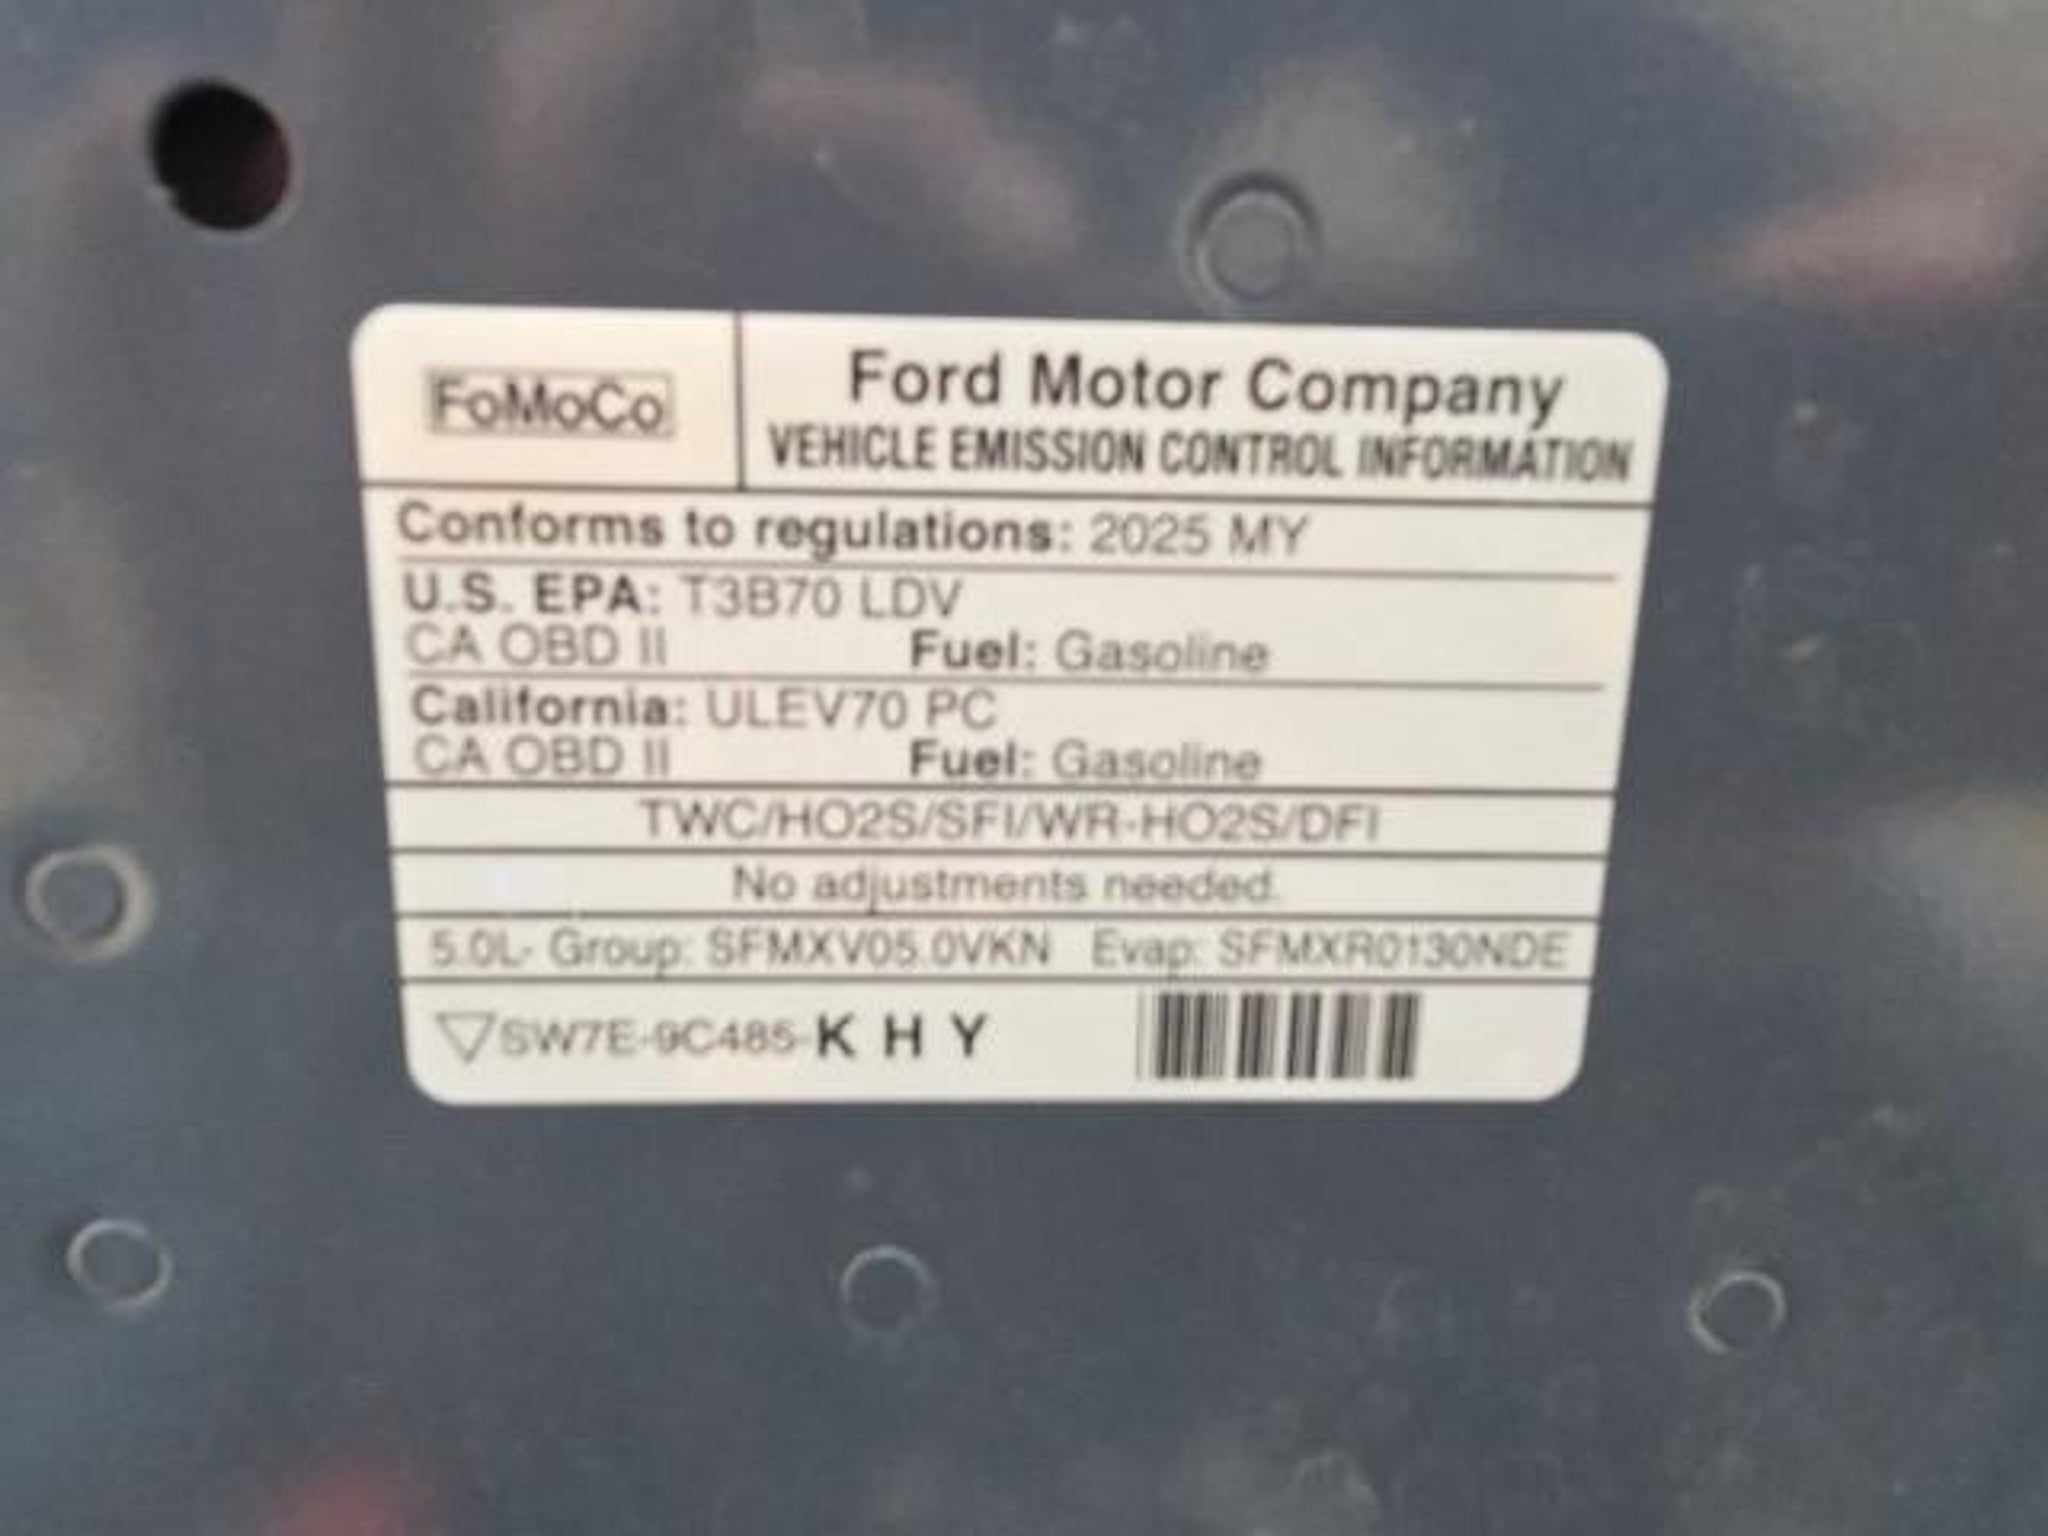 FoMoCo
Ford Motor Company
VEHICLE EMISSION CONTROL INFORMATION
Conforms to regulations: 2025 MY
U.S. EPA: T3B70 LDV
CA OBD II Fuel: Gasoline
California: ULEV70 PC
CA OBD II Fuel: Gasoline
TWC/HO2S/SFI/WR-HO2S/DFI
No adjustments needed.
5.0L- Group: SFMXV05.0VKN Evap: SFMXR0130NDE
SW7E-9C485-K H Y